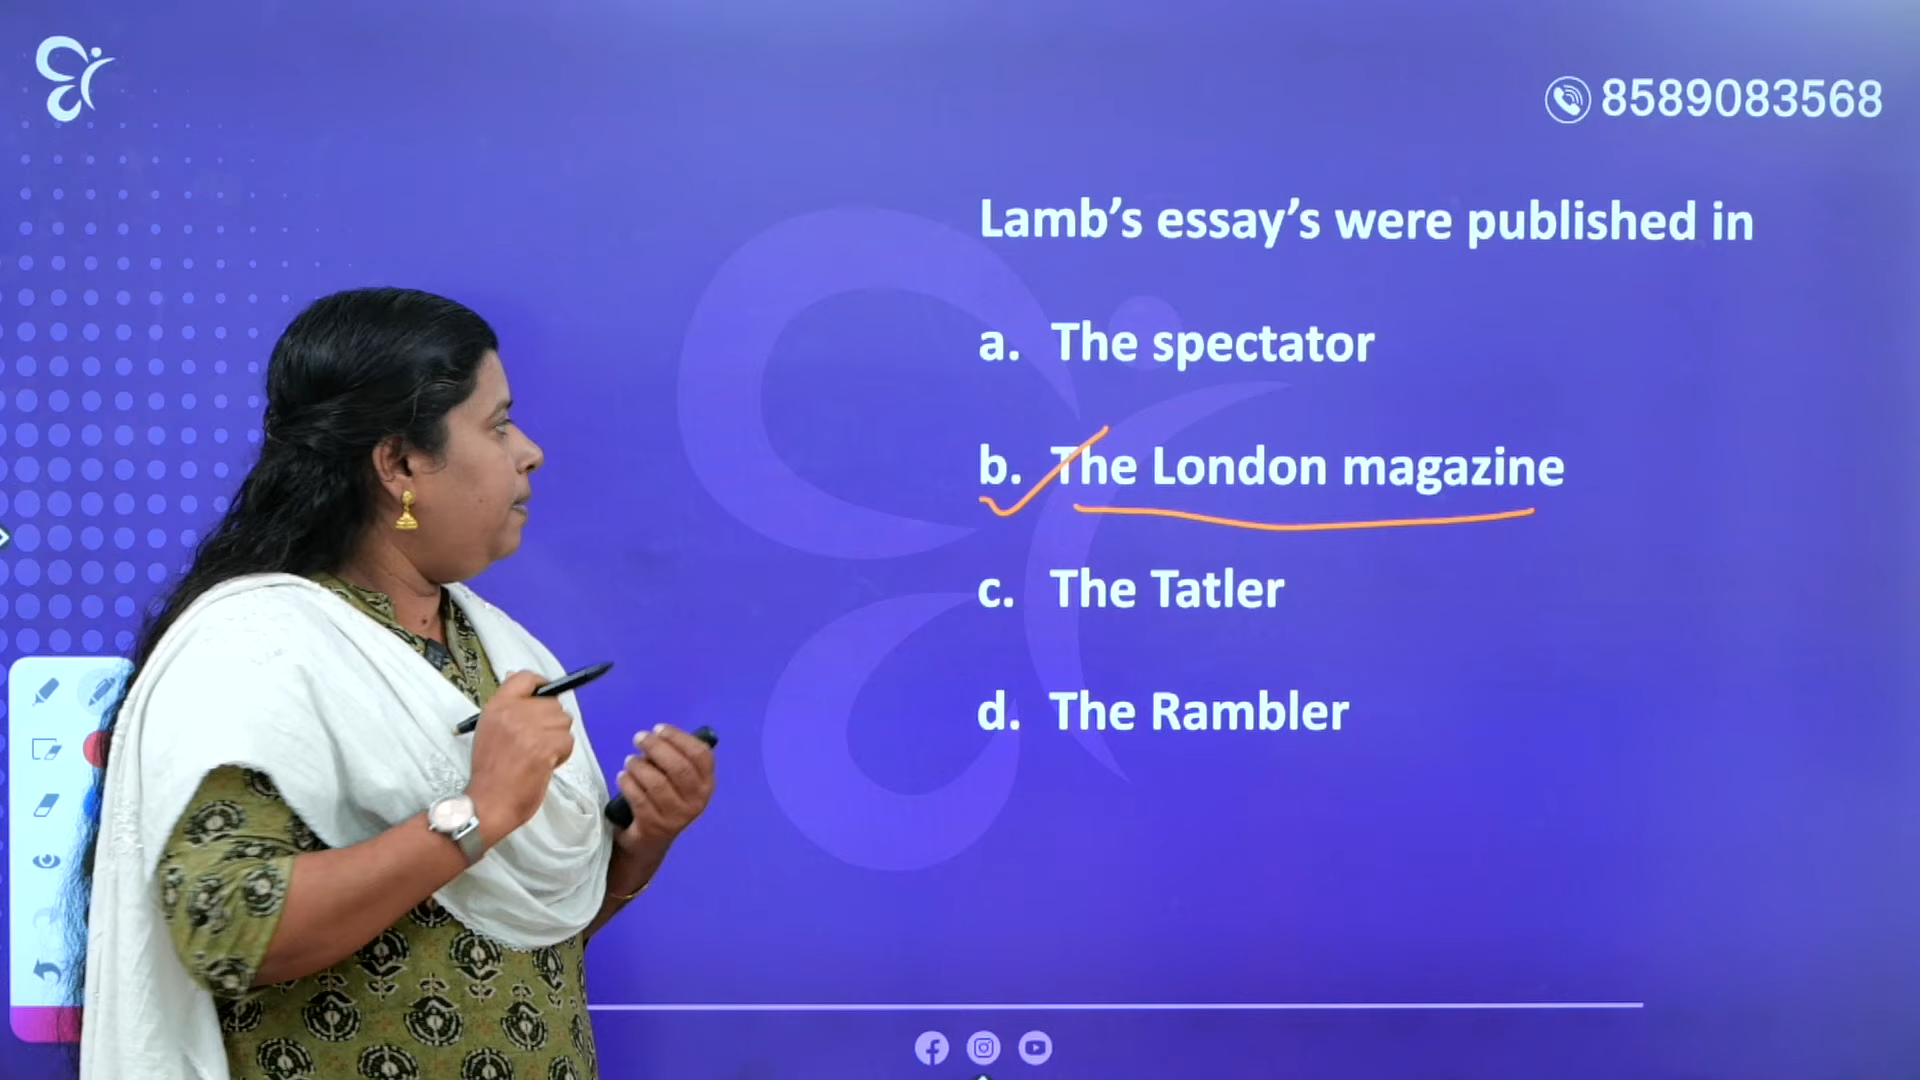 8589083568
Lamb’s essay’s were published in
a. The spectator
b. The London magazine
c. The Tatler
d. The Rambler